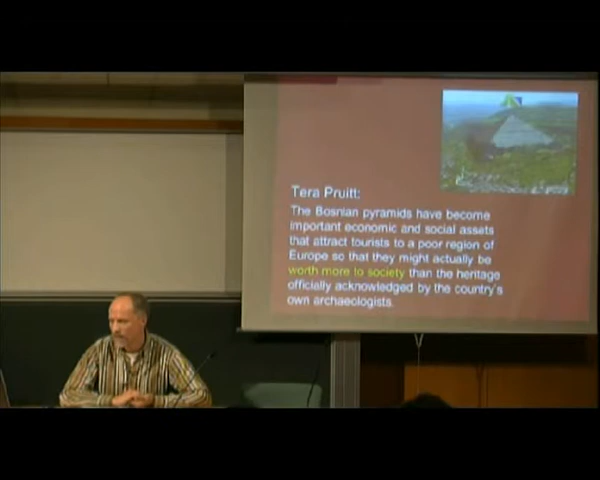 Tera Pruitt:
The Bosnian pyramids have become
important economic and social assets
that attract tourists to a poor region of
Europe so that they might actually be
worth more to society than the heritage
officially acknowledged by the country's
own archaeologists.